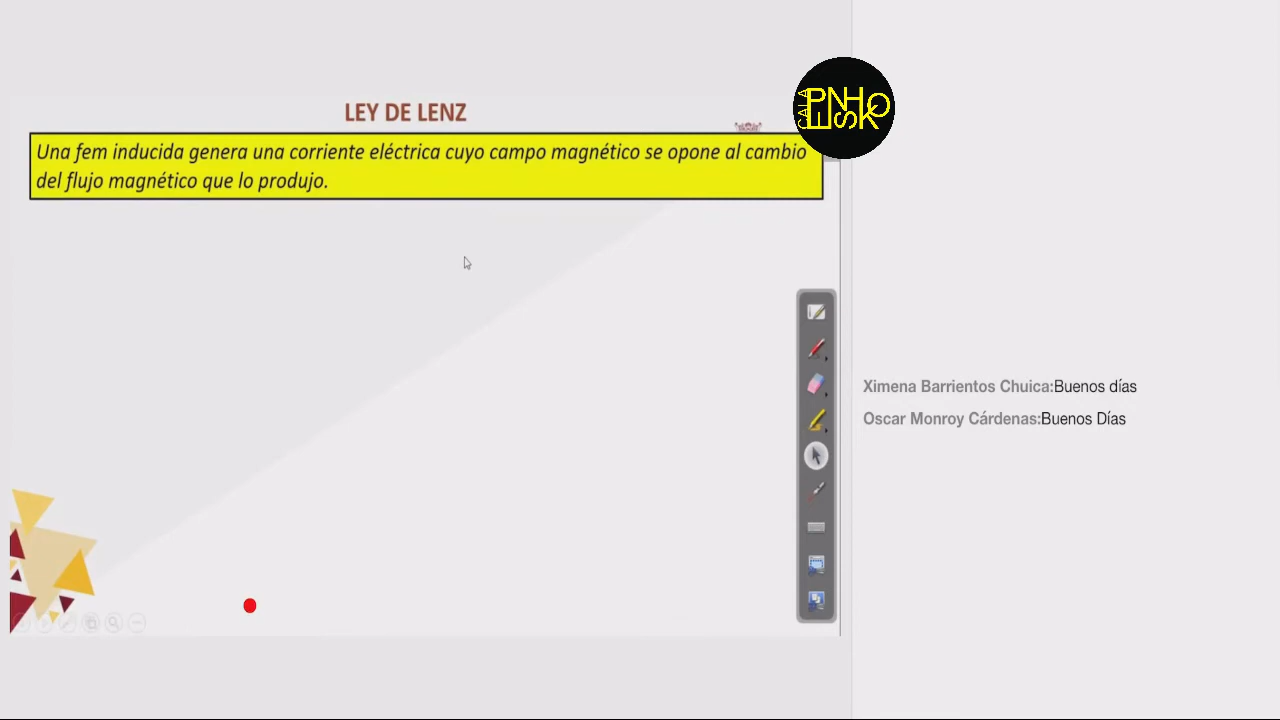 LEY DE LENZ
Una fem inducida genera una corriente eléctrica cuyo campo magnético se opone al cambio
del flujo magnético que lo produjo.
Ximena Barrientos Chuica:Buenos días
Oscar Monroy Cárdenas:Buenos Días